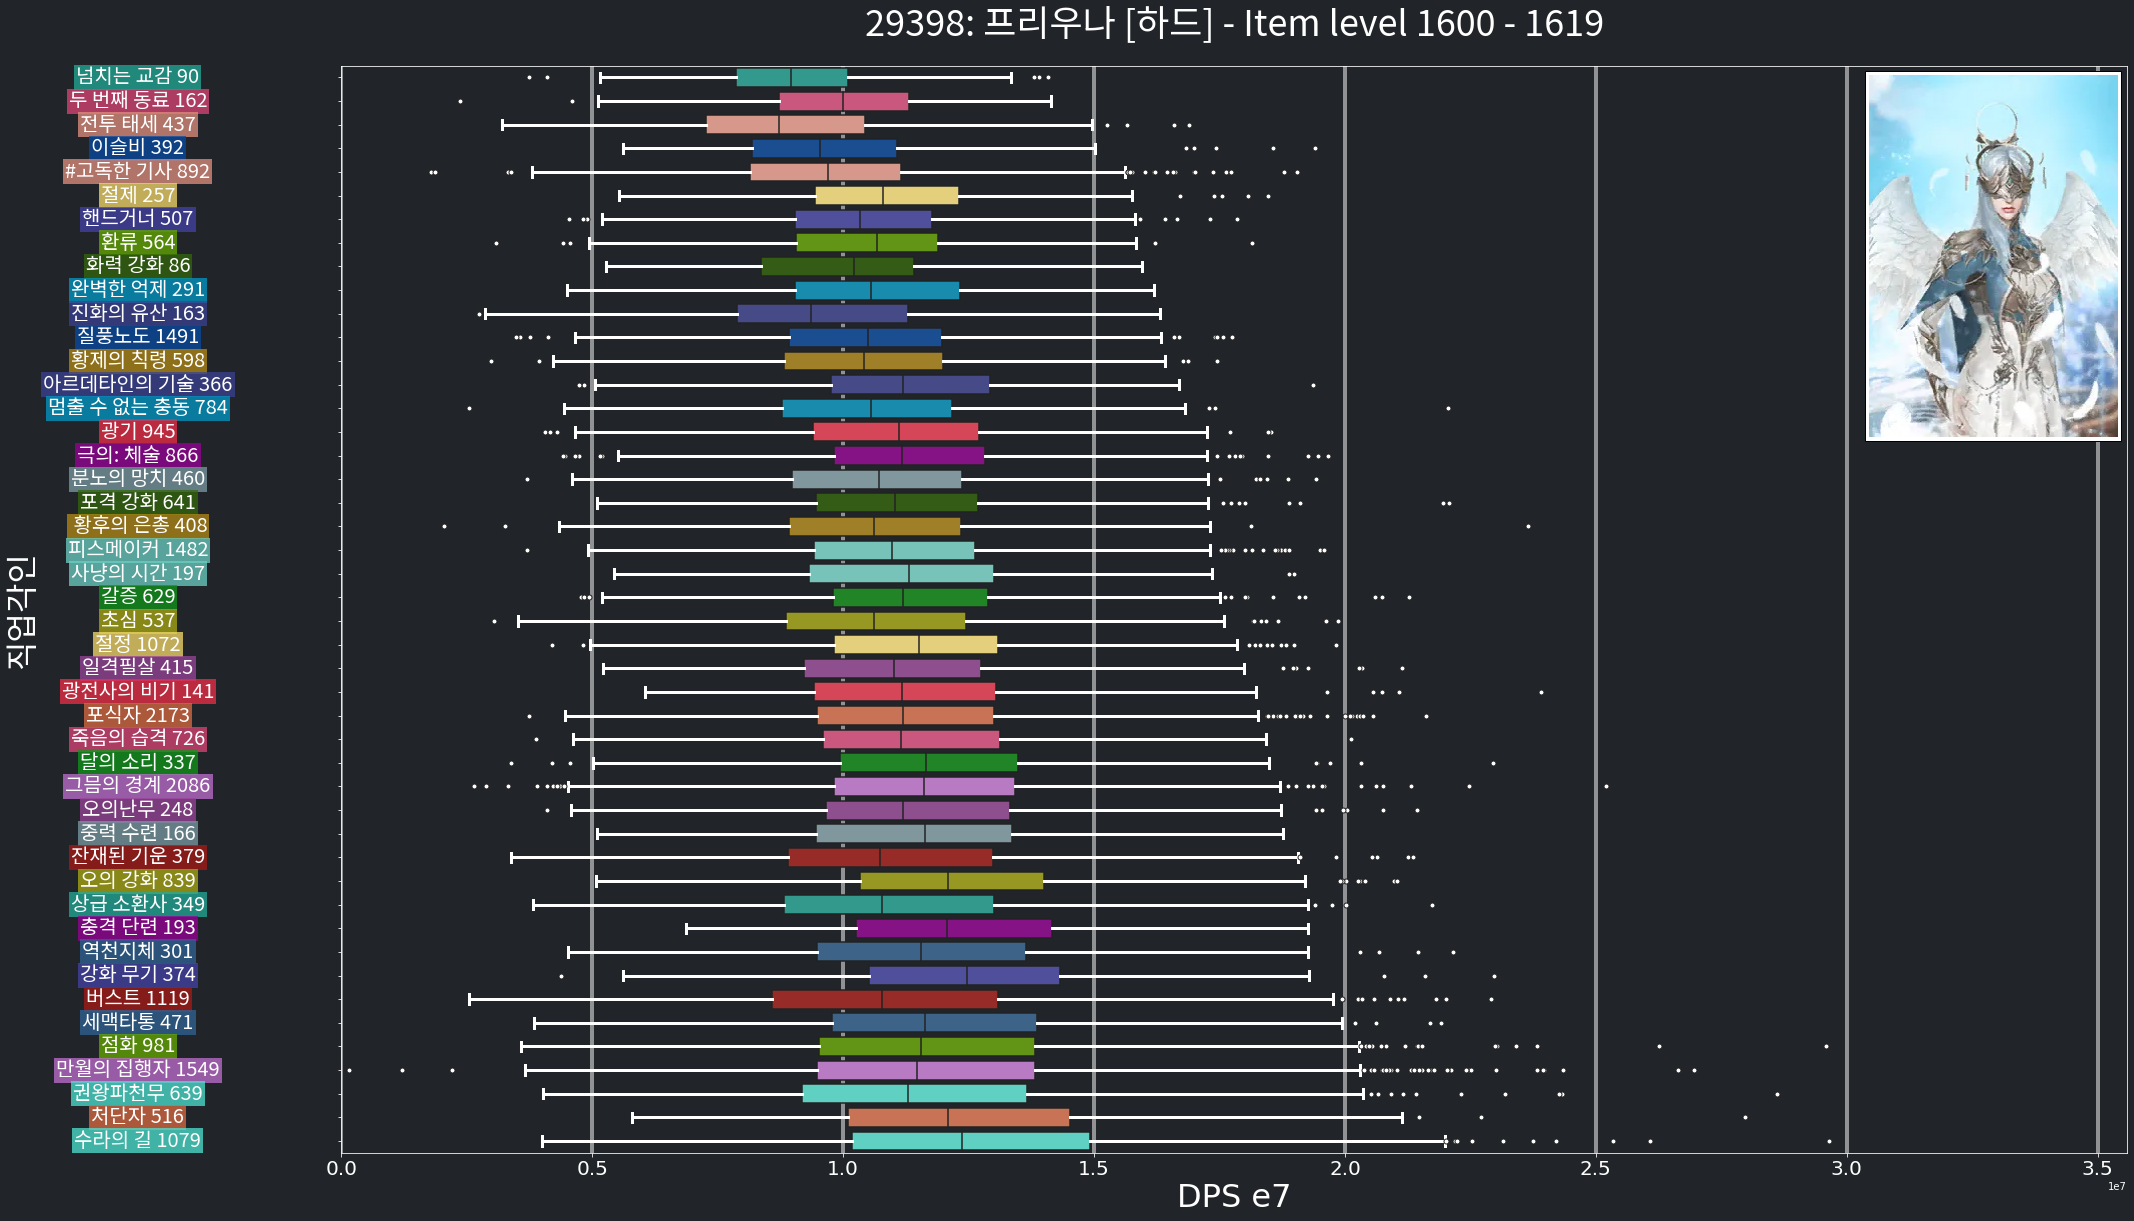 29398: 프리우나 [하드] - Item level 1600 - 1619
넘치는 교감 90
두 번째 동료 162
전투 태세 437
이슬비 392
#고독한 기사 892
절제 257
핸드거너 507
환류 564
화력 강화 86
완벽한 억제 291
진화의 유산 163
질풍노도 1491
황제의 칙령 598
아르데타인의 기술 366
멈출 수 없는 충동 784
광기 945
극의: 체술 866
분노의 망치 460
포격 강화 641
황후의 은총 408
피스메이커 1482
사냥의 시간 197
갈증 629
초심 537
절정 1072
일격필살 415
광전사의 비기 141
포식자 2173
죽음의 습격 726
달의 소리 337
그믐의 경계 2086
오의난무 248
중력 수련 166
잔재된 기운 379
오의 강화 839
상급 소환사 349
충격 단련 193
역천지체 301
강화 무기 374
버스트 1119
세맥타통 471
점화 981
만월의 집행자 1549
권왕파천무 639
처단자 516
수라의 길 1079
직업각인
0.0 0.5 1.0 1.5 2.0 2.5 3.0 3.5
1e7
DPS e7